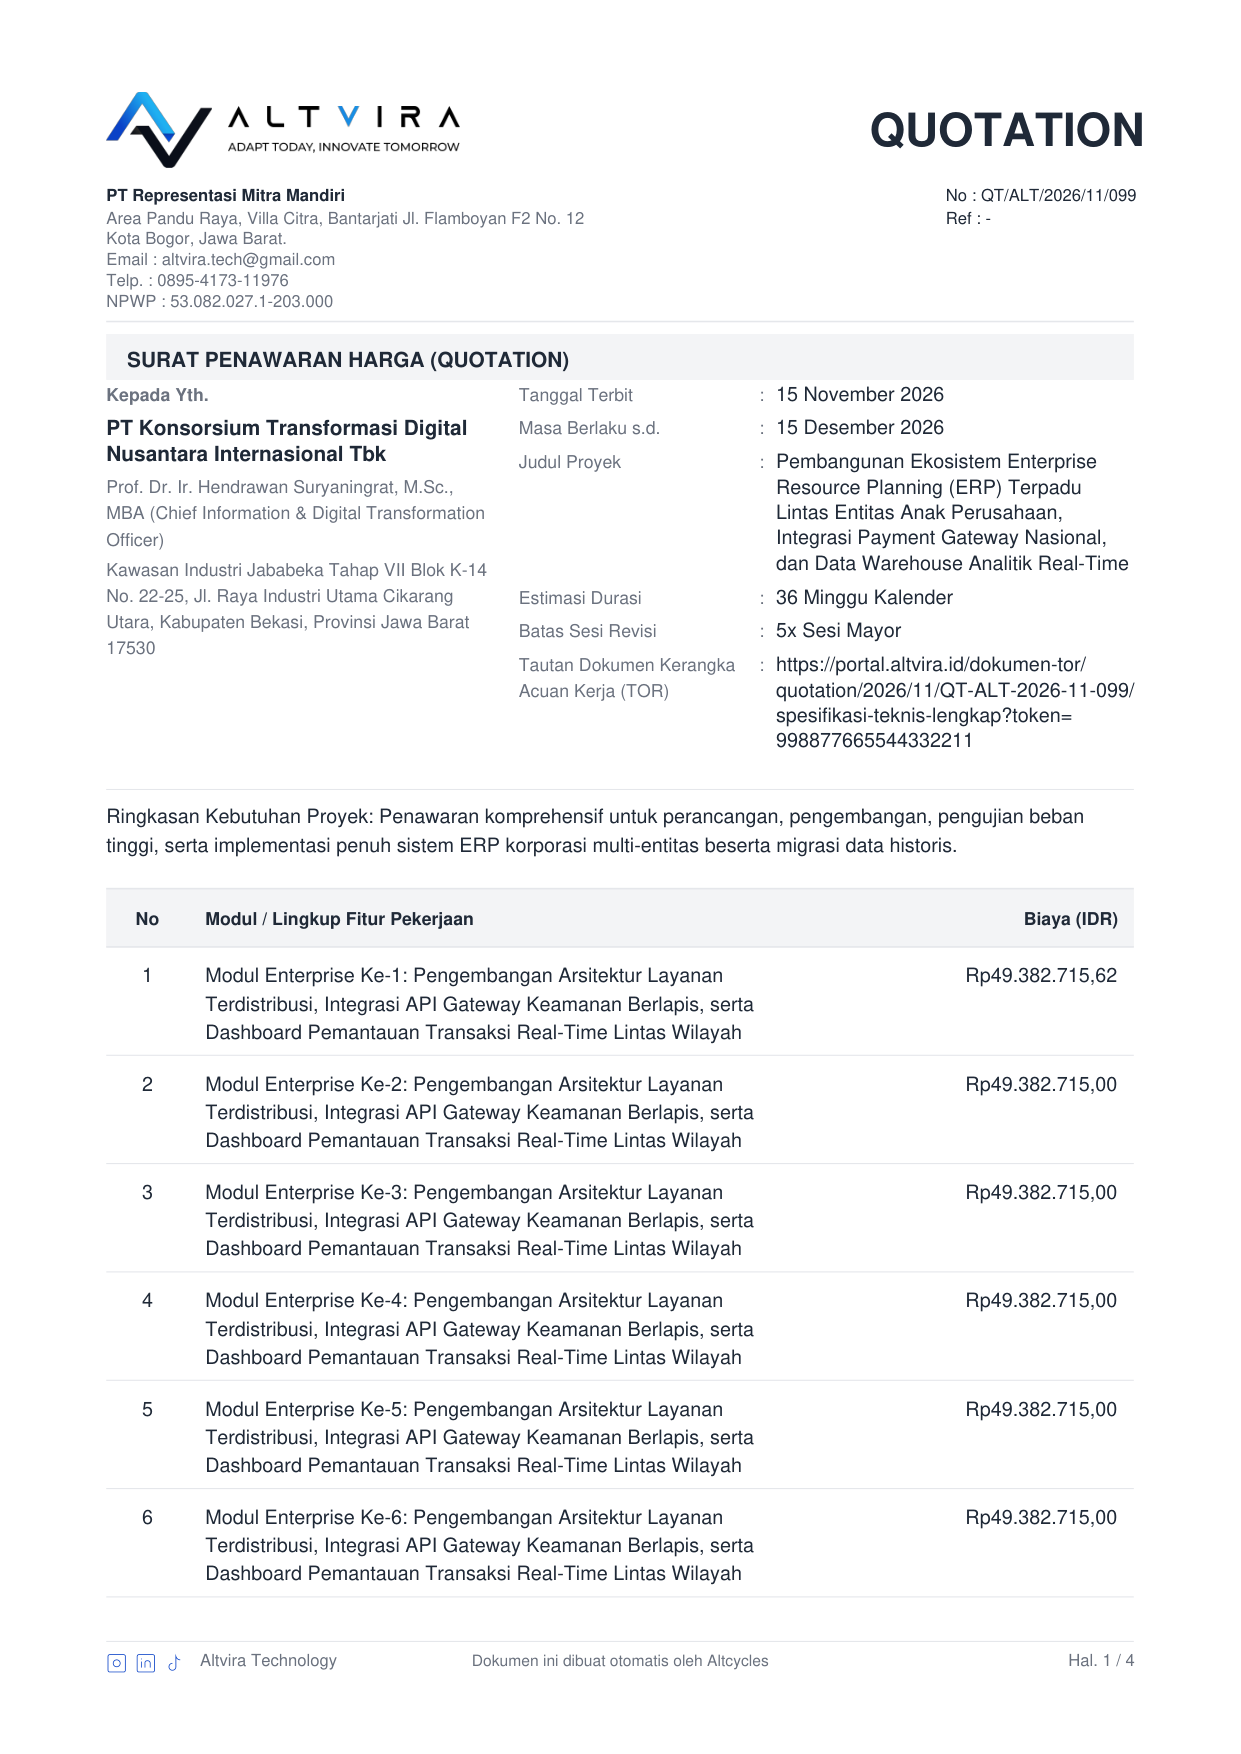 ALTVIRA
ADAPT TODAY, INNOVATE TOMORROW
QUOTATION
PT Representasi Mitra Mandiri
Area Pandu Raya, Villa Citra, Bantarjati Jl. Flamboyan F2 No. 12
Kota Bogor, Jawa Barat.
Email : altvira.tech@gmail.com
Telp. : 0895-4173-11976
NPWP : 53.082.027.1-203.000
No : QT/ALT/2026/11/099
Ref : -
SURAT PENAWARAN HARGA (QUOTATION)
Kepada Yth.
PT Konsorsium Transformasi Digital
Nusantara Internasional Tbk
Prof. Dr. Ir. Hendrawan Suryaningrat, M.Sc.,
MBA (Chief Information & Digital Transformation
Officer)
Kawasan Industri Jababeka Tahap VII Blok K-14
No. 22-25, Jl. Raya Industri Utama Cikarang
Utara, Kabupaten Bekasi, Provinsi Jawa Barat
17530
Tanggal Terbit : 15 November 2026
Masa Berlaku s.d. : 15 Desember 2026
Judul Proyek : Pembangunan Ekosistem Enterprise
Resource Planning (ERP) Terpadu
Lintas Entitas Anak Perusahaan,
Integrasi Payment Gateway Nasional,
dan Data Warehouse Analitik Real-Time
Estimasi Durasi : 36 Minggu Kalender
Batas Sesi Revisi : 5x Sesi Mayor
Tautan Dokumen Kerangka : https://portal.altvira.id/dokumen-tor/
Acuan Kerja (TOR) quotation/2026/11/QT-ALT-2026-11-099/
spesifikasi-teknis-lengkap?token=
998877665544332211
Ringkasan Kebutuhan Proyek: Penawaran komprehensif untuk perancangan, pengembangan, pengujian beban
tinggi, serta implementasi penuh sistem ERP korporasi multi-entitas beserta migrasi data historis.
No Modul / Lingkup Fitur Pekerjaan Biaya (IDR)
1 Modul Enterprise Ke-1: Pengembangan Arsitektur Layanan Rp49.382.715,62
Terdistribusi, Integrasi API Gateway Keamanan Berlapis, serta
Dashboard Pemantauan Transaksi Real-Time Lintas Wilayah
2 Modul Enterprise Ke-2: Pengembangan Arsitektur Layanan Rp49.382.715,00
Terdistribusi, Integrasi API Gateway Keamanan Berlapis, serta
Dashboard Pemantauan Transaksi Real-Time Lintas Wilayah
3 Modul Enterprise Ke-3: Pengembangan Arsitektur Layanan Rp49.382.715,00
Terdistribusi, Integrasi API Gateway Keamanan Berlapis, serta
Dashboard Pemantauan Transaksi Real-Time Lintas Wilayah
4 Modul Enterprise Ke-4: Pengembangan Arsitektur Layanan Rp49.382.715,00
Terdistribusi, Integrasi API Gateway Keamanan Berlapis, serta
Dashboard Pemantauan Transaksi Real-Time Lintas Wilayah
5 Modul Enterprise Ke-5: Pengembangan Arsitektur Layanan Rp49.382.715,00
Terdistribusi, Integrasi API Gateway Keamanan Berlapis, serta
Dashboard Pemantauan Transaksi Real-Time Lintas Wilayah
6 Modul Enterprise Ke-6: Pengembangan Arsitektur Layanan Rp49.382.715,00
Terdistribusi, Integrasi API Gateway Keamanan Berlapis, serta
Dashboard Pemantauan Transaksi Real-Time Lintas Wilayah
Altvira Technology Dokumen ini dibuat otomatis oleh Altcycles Hal. 1 / 4